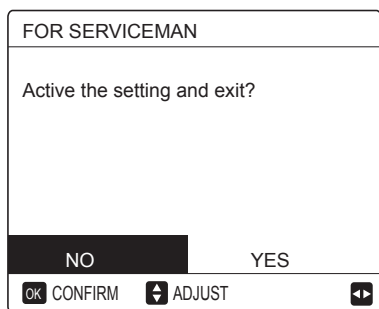 FOR SERVICEMAN
Active the setting and exit?
NO YES
OK CONFIRM ADJUST